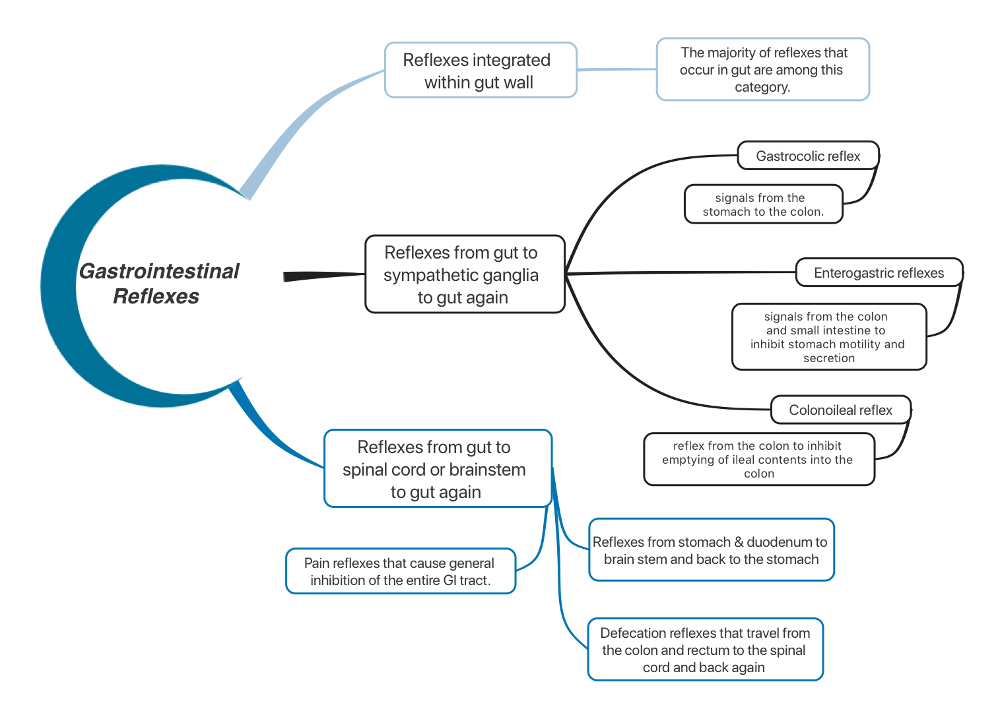 Gastrointestinal
Reflexes
Reflexes integrated
within gut wall
The majority of reflexes that
occur in gut are among this
category.
Reflexes from gut to
sympathetic ganglia
to gut again
Gastrocolic reflex
signals from the
stomach to the colon.
Enterogastric reflexes
signals from the colon
and small intestine to
inhibit stomach motility and
secretion
Colonoileal reflex
reflex from the colon to inhibit
emptying of ileal contents into the
colon
Reflexes from gut to
spinal cord or brainstem
to gut again
Reflexes from stomach & duodenum to
brain stem and back to the stomach
Pain reflexes that cause general
inhibition of the entire GI tract.
Defecation reflexes that travel from
the colon and rectum to the spinal
cord and back again